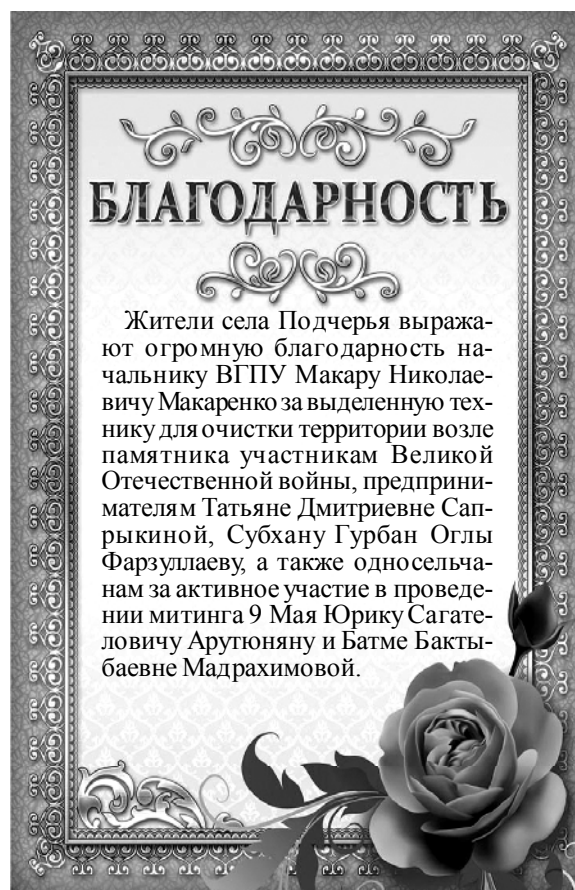 БЛАГОДАРНОСТЬ
Жители села Подчерья выража-
ют огромную благодарность на-
чальнику ВГПУ Макару Николае-
вичу Макаренко за выделенную тех-
нику для очистки территории возле
памятника участникам Великой
Отечественной войны, предприни-
мателям Татьяне Дмитриевне Сап-
рыкиной, Субхану Гурбан Оглы
Фарзуллаеву, а также односельча-
нам за активное участие в проведе-
нии митинга 9 Мая Юрику Сагате-
ловичу Арутюняну и Батме Бакты-
баевне Мадрахимовой.